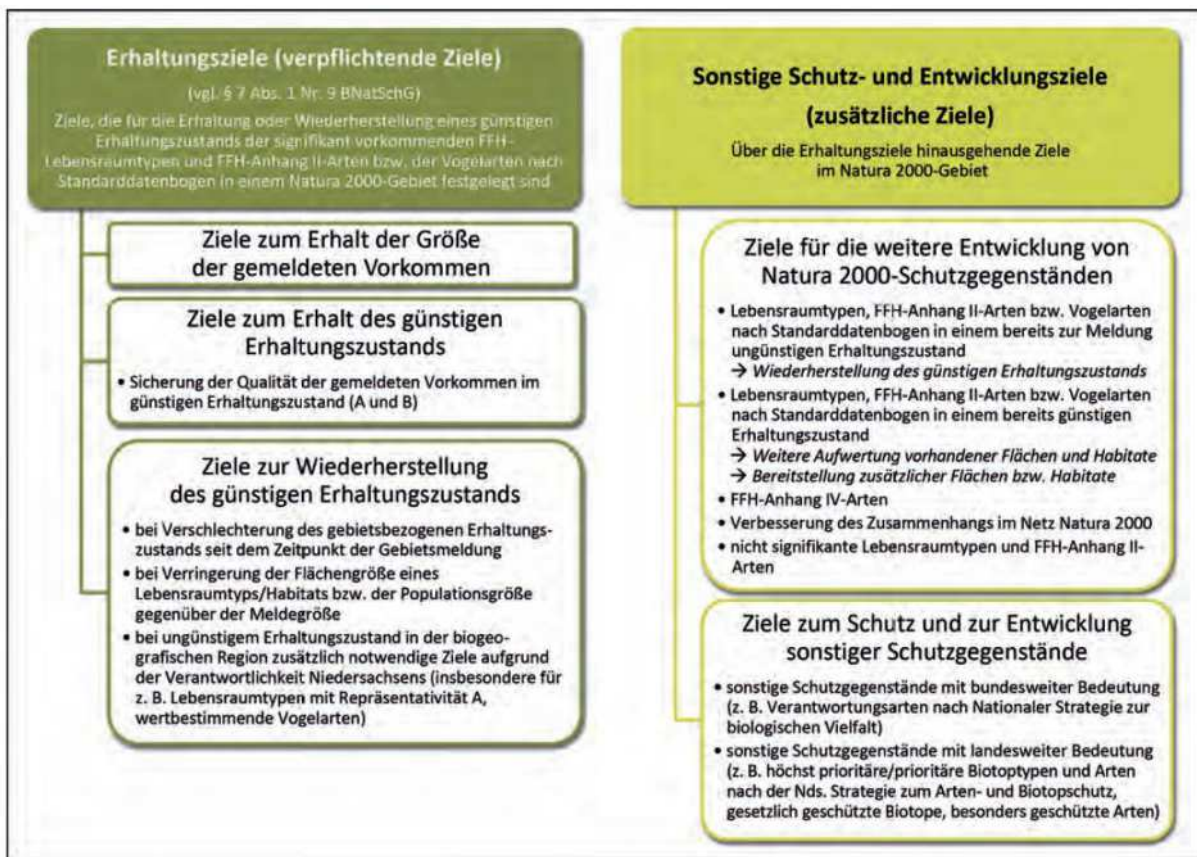 Erhaltungsziele (verpflichtende Ziele)
(vgl. § 7 Abs. 1 Nr. 9 BNatSchG)
Ziele, die für die Erhaltung oder Wiederherstellung eines günstigen
Erhaltungszustands der signifikant vorkommenden FFH-
Lebensraumtypen und FFH-Anhang II-Arten bzw. der Vogelarten nach
Standarddatenbogen in einem Natura 2000-Gebiet festgelegt sind
Ziele zum Erhalt der Größe
der gemeldeten Vorkommen
Ziele zum Erhalt des günstigen
Erhaltungszustands
• Sicherung der Qualität der gemeldeten Vorkommen im
günstigen Erhaltungszustand (A und B)
Ziele zur Wiederherstellung
des günstigen Erhaltungszustands
• bei Verschlechterung des gebietsbezogenen Erhaltungs-
zustands seit dem Zeitpunkt der Gebietsmeldung
• bei Verringerung der Flächengröße eines
Lebensraumtyps/Habitats bzw. der Populationsgröße
gegenüber der Meldegröße
• bei ungünstigem Erhaltungszustand in der biogeo-
grafischen Region zusätzlich notwendige Ziele aufgrund
der Verantwortlichkeit Niedersachsens (insbesondere für
z. B. Lebensraumtypen mit Repräsentativität A,
wertbestimmende Vogelarten)
Sonstige Schutz- und Entwicklungsziele
(zusätzliche Ziele)
Über die Erhaltungsziele hinausgehende Ziele
im Natura 2000-Gebiet
Ziele für die weitere Entwicklung von
Natura 2000-Schutzgegenständen
• Lebensraumtypen, FFH-Anhang II-Arten bzw. Vogelarten
nach Standarddatenbogen in einem bereits zur Meldung
ungünstigen Erhaltungszustand
→ Wiederherstellung des günstigen Erhaltungszustands
• Lebensraumtypen, FFH-Anhang II-Arten bzw. Vogelarten
nach Standarddatenbogen in einem bereits günstigen
Erhaltungszustand
→ Weitere Aufwertung vorhandener Flächen und Habitate
→ Bereitstellung zusätzlicher Flächen bzw. Habitate
• FFH-Anhang IV-Arten
• Verbesserung des Zusammenhangs im Netz Natura 2000
• nicht signifikante Lebensraumtypen und FFH-Anhang II-
Arten
Ziele zum Schutz und zur Entwicklung
sonstiger Schutzgegenstände
• sonstige Schutzgegenstände mit bundesweiter Bedeutung
(z. B. Verantwortungsarten nach Nationaler Strategie zur
biologischen Vielfalt)
• sonstige Schutzgegenstände mit landesweiter Bedeutung
(z. B. höchst prioritäre/prioritäre Biotoptypen und Arten
nach der Nds. Strategie zum Arten- und Biotopschutz,
gesetzlich geschützte Biotope, besonders geschützte Arten)